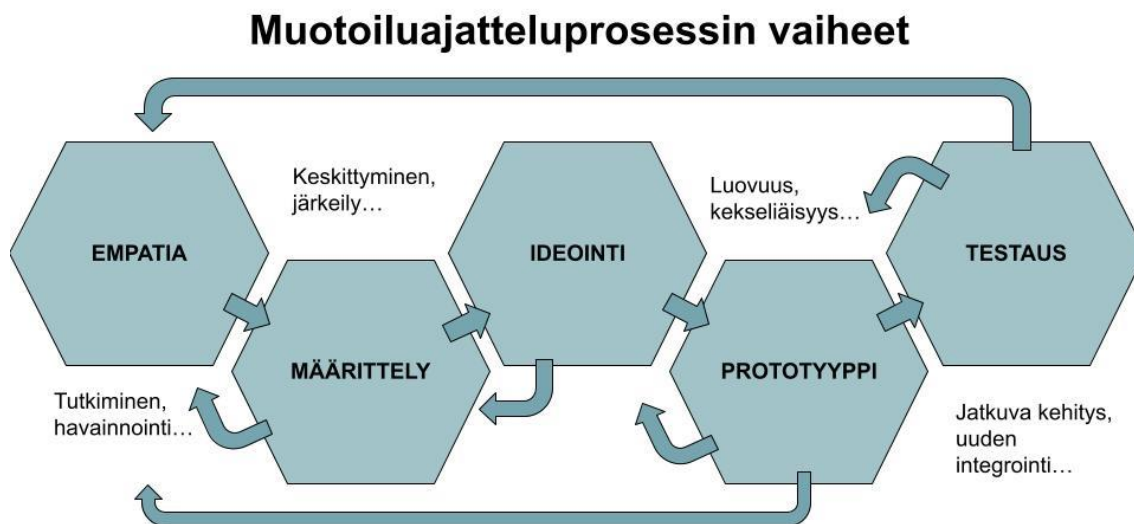 Muotoiluajatteluprosessin vaiheet
Keskittyminen,
järkeily…
Luovuus,
kekseliäisyys…
EMPATIA
IDEOINTI
TESTAUS
MÄÄRITTELY
PROTOTYYPPI
Tutkiminen,
havainnointi…
Jatkuva kehitys,
uuden
integrointi…